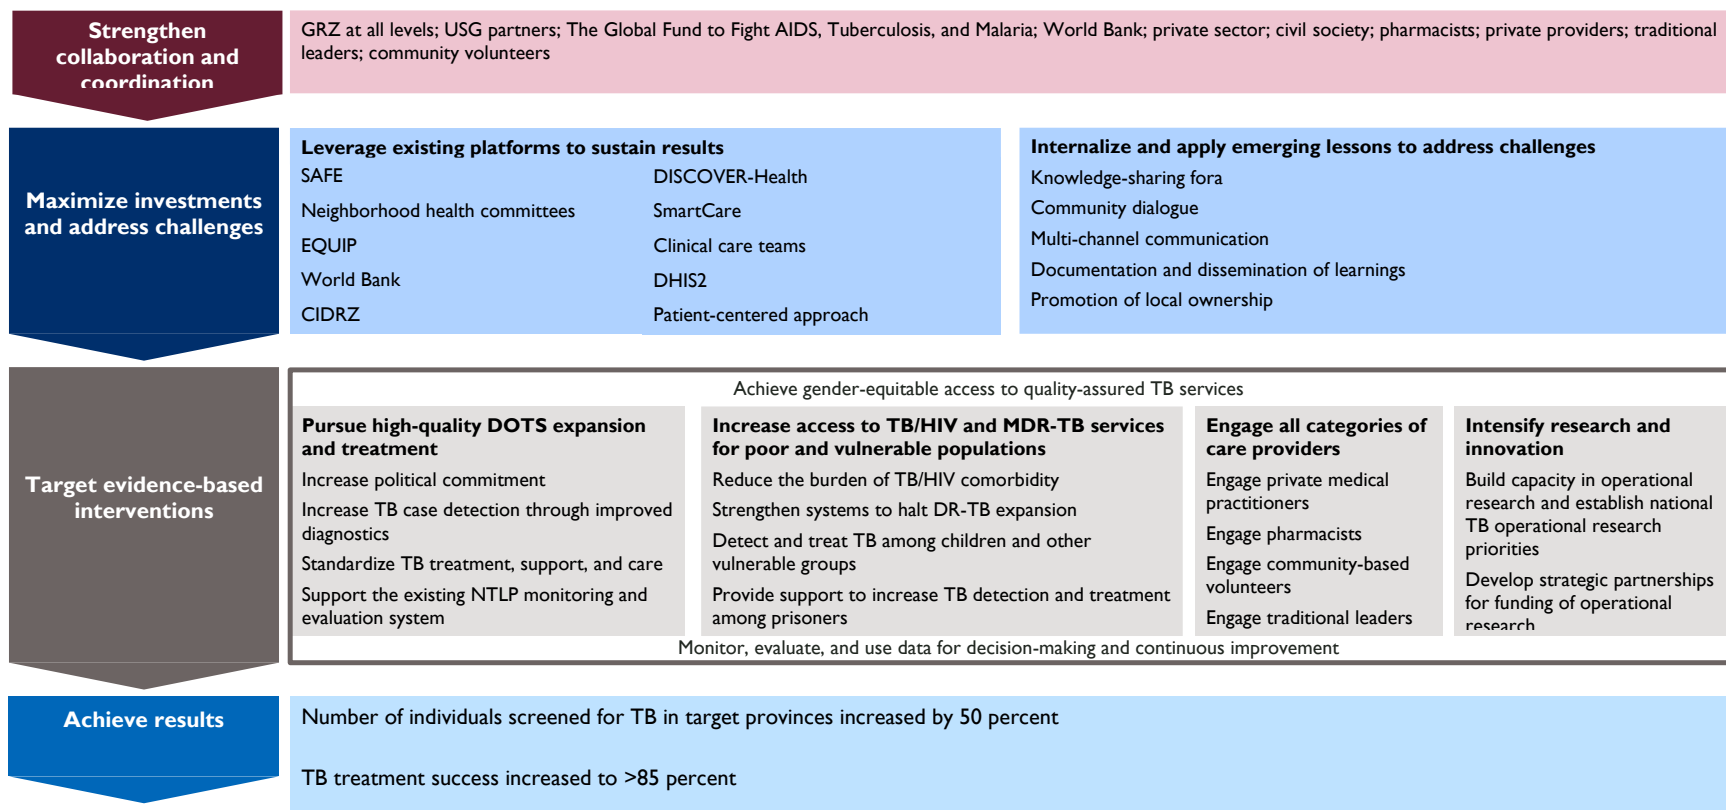 Strengthen
collaboration and
coordination
GRZ at all levels; USG partners; The Global Fund to Fight AIDS, Tuberculosis, and Malaria; World Bank; private sector; civil society; pharmacists; private providers; traditional
leaders; community volunteers
Maximize investments
and address challenges
Leverage existing platforms to sustain results
SAFE
Neighborhood health committees
EQUIP
World Bank
CIDRZ
DISCOVER-Health
SmartCare
Clinical care teams
DHIS2
Patient-centered approach
Internalize and apply emerging lessons to address challenges
Knowledge-sharing fora
Community dialogue
Multi-channel communication
Documentation and dissemination of learnings
Promotion of local ownership
Target evidence-based
interventions
Achieve gender-equitable access to quality-assured TB services
Pursue high-quality DOTS expansion
and treatment
Increase political commitment
Increase TB case detection through improved
diagnostics
Standardize TB treatment, support, and care
Support the existing NTLP monitoring and
evaluation system
Increase access to TB/HIV and MDR-TB services
for poor and vulnerable populations
Reduce the burden of TB/HIV comorbidity
Strengthen systems to halt DR-TB expansion
Detect and treat TB among children and other
vulnerable groups
Provide support to increase TB detection and treatment
among prisoners
Engage all categories of
care providers
Engage private medical
practitioners
Engage pharmacists
Engage community-based
volunteers
Engage traditional leaders
Intensify research and
innovation
Build capacity in operational
research and establish national
TB operational research
priorities
Develop strategic partnerships
for funding of operational
research
Monitor, evaluate, and use data for decision-making and continuous improvement
Achieve results
Number of individuals screened for TB in target provinces increased by 50 percent
TB treatment success increased to >85 percent